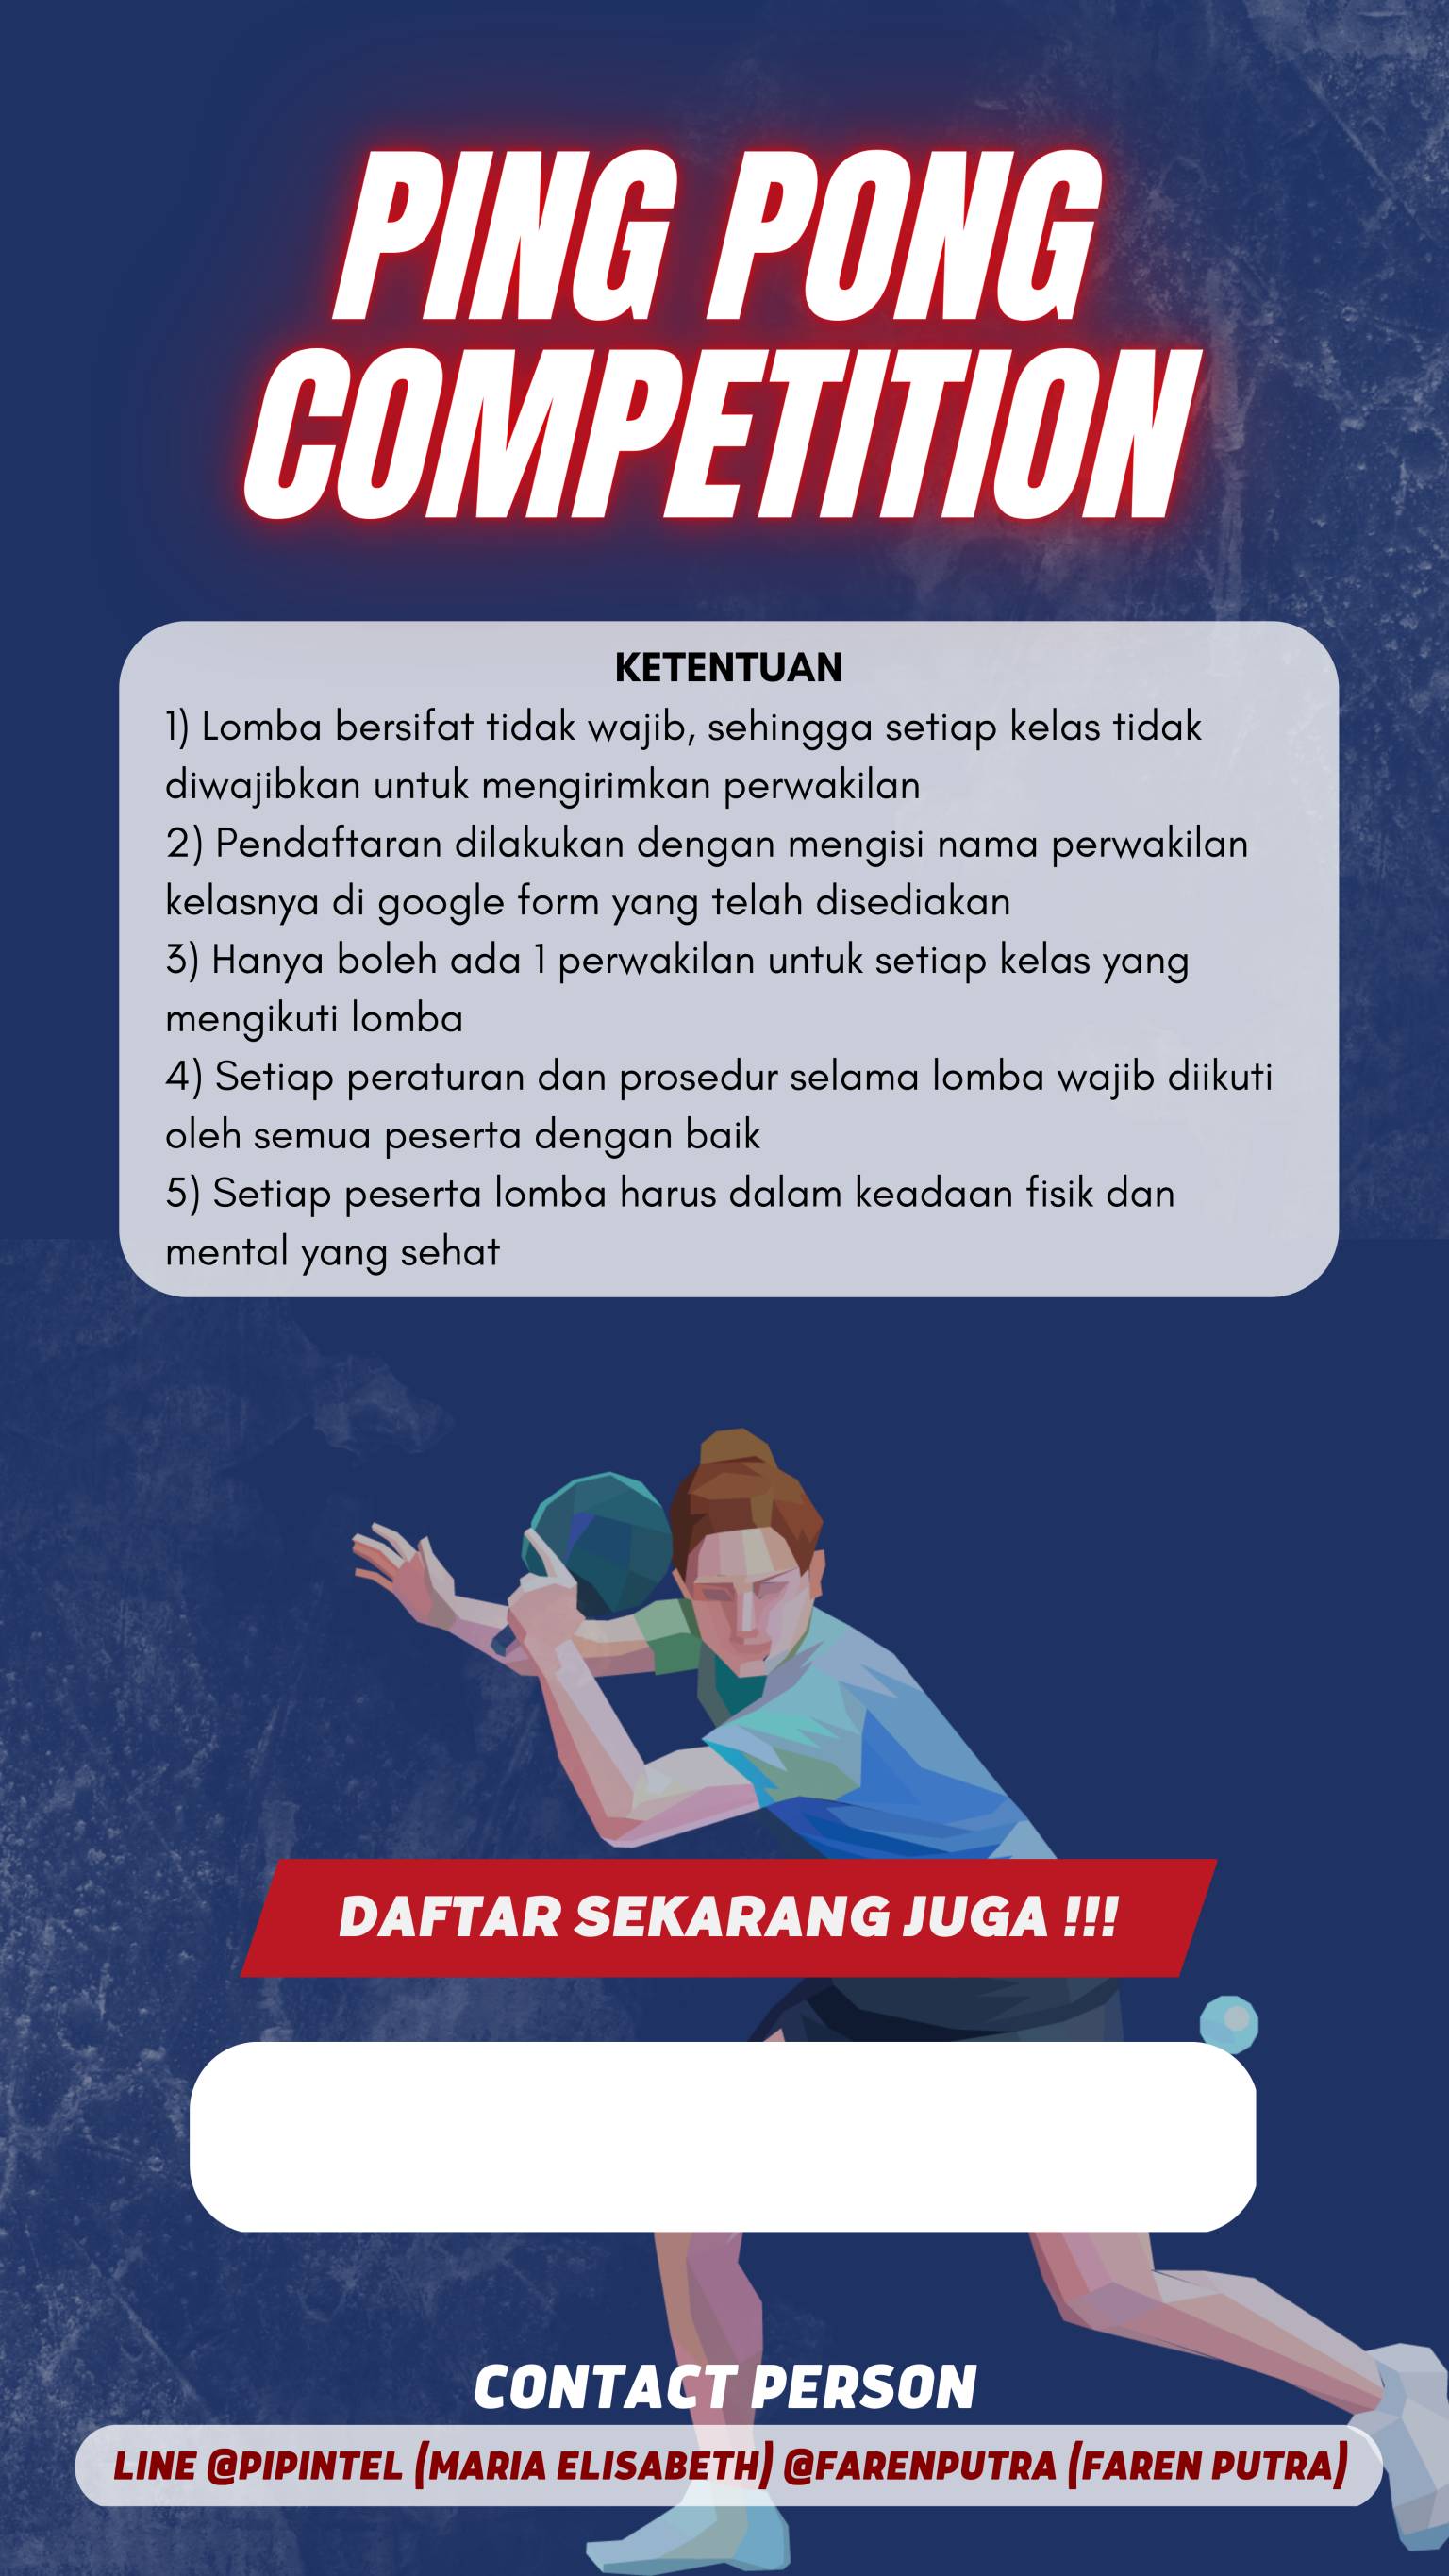 PING PONG
COMPETITION
KETENTUAN
1) Lomba bersifat tidak wajib, sehingga setiap kelas tidak
diwajibkan untuk mengirimkan perwakilan
2) Pendaftaran dilakukan dengan mengisi nama perwakilan
kelasnya di google form yang telah disediakan
3) Hanya boleh ada 1 perwakilan untuk setiap kelas yang
mengikuti lomba
4) Setiap peraturan dan prosedur selama lomba wajib diikuti
oleh semua peserta dengan baik
5) Setiap peserta lomba harus dalam keadaan fisik dan
mental yang sehat
DAFTAR SEKARANG JUGA !!!
CONTACT PERSON
LINE @PIPINTEL (MARIA ELISABETH) @FARENPUTRA (FAREN PUTRA)